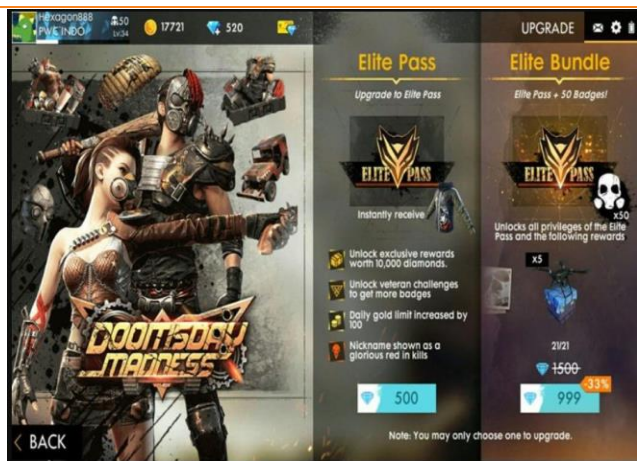 Hexagon888
PWK INDO
50
Lv.34
17721
520
UPGRADE
Elite Pass
Upgrade to Elite Pass
ELITE PASS
Instantly receive
Unlock exclusive rewards
worth 10,000 diamonds.
Unlock veteran challenges
to get more badges
Daily gold limit increased by
100
Nickname shown as a
glorious red in kills
500
Elite Bundle
Elite Pass + 50 Badges!
ELITE PASS
x50
Unlocks all privileges of the Elite
Pass and the following rewards
X5
21/21
1500
-33%
999
DOOMSDAY
MADNESS
BACK
Note: You may only choose one to upgrade.